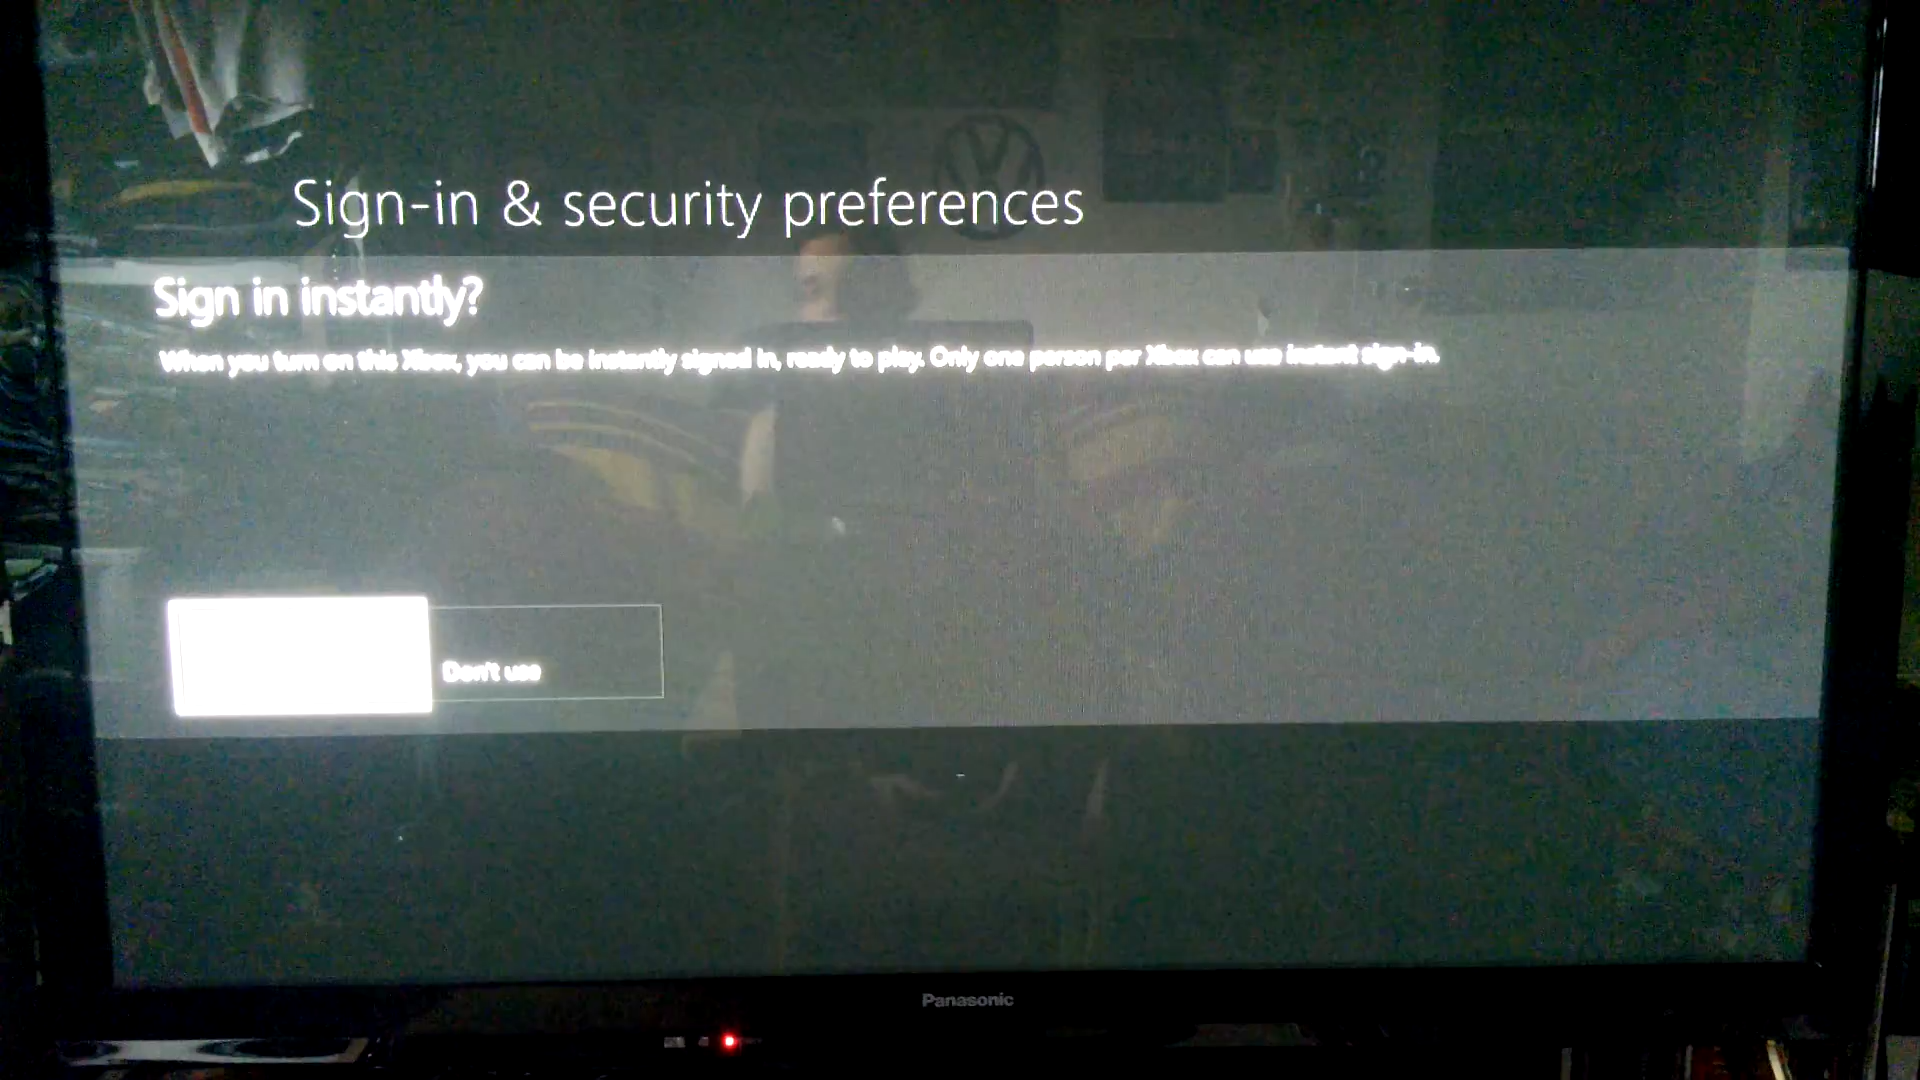 Sign-in & security preferences
Sign in instantly?
When you turn on this Xbox, you can be instantly signed in, ready to play. Only one person per Xbox can use instant sign-in.
Don't use
Panasonic